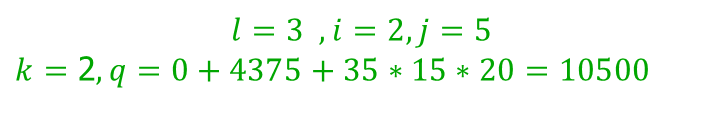 l = 3 , i = 2, j = 5
k = 2, q = 0 + 4375 + 35 * 15 * 20 = 10500